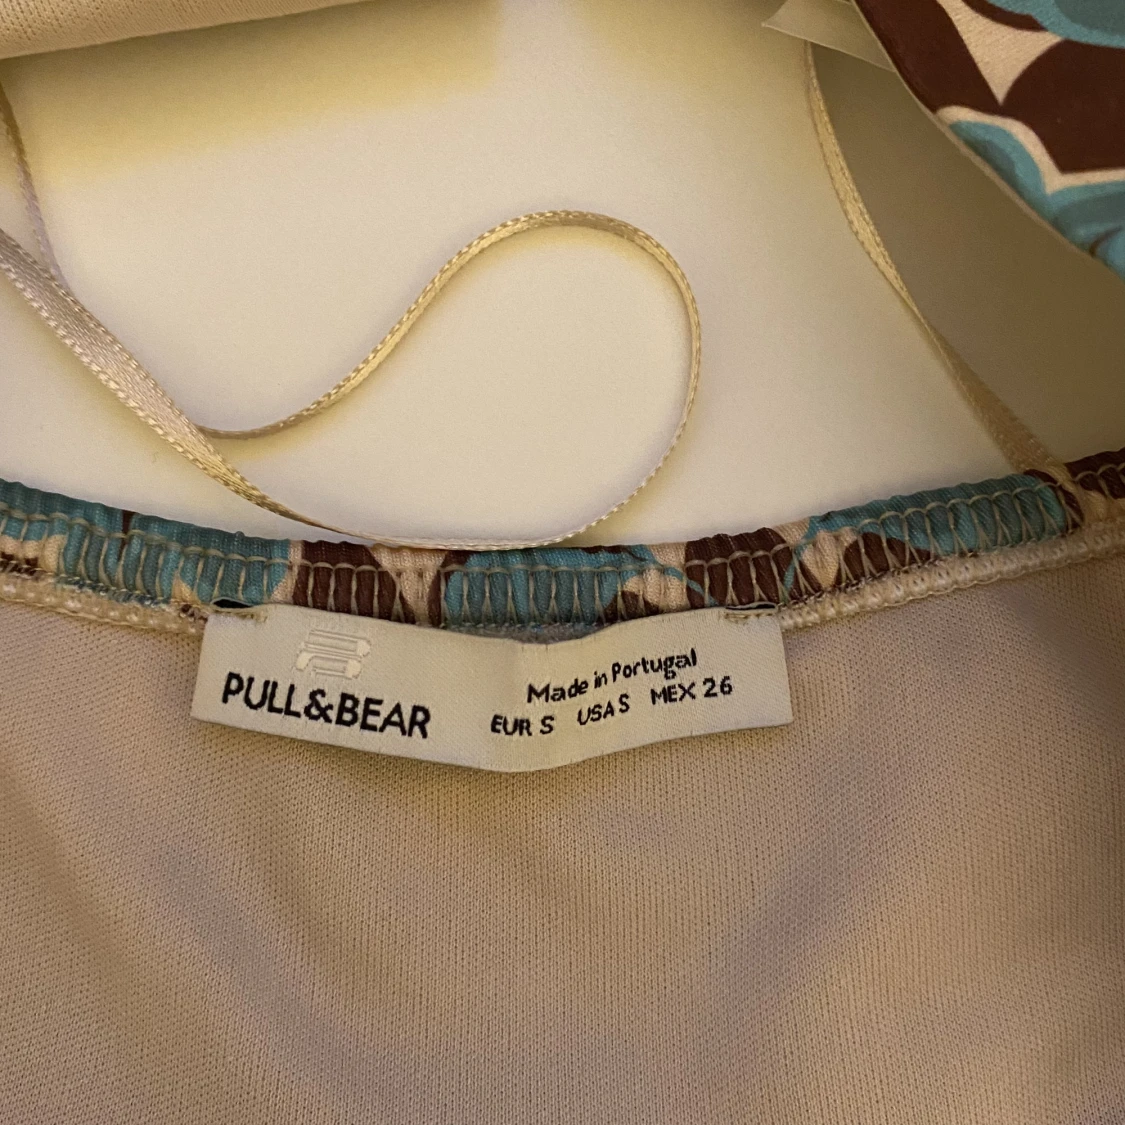 PULL&BEAR
Made in Portugal
EUR S USA S MEX 26